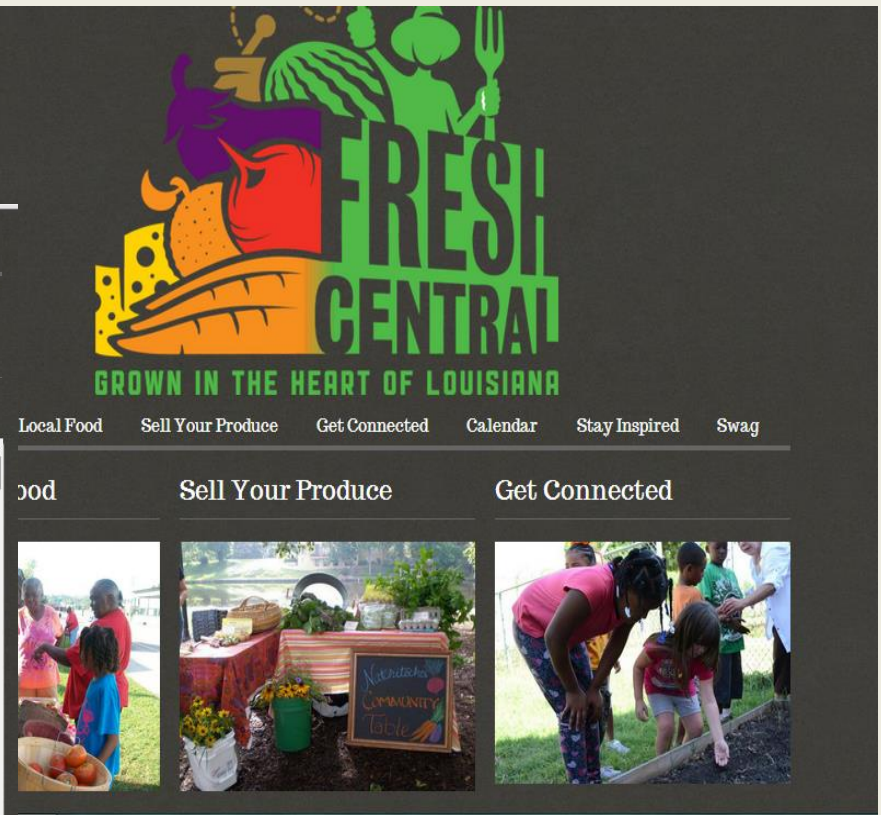 FRESH
CENTRAL
GROWN IN THE HEART OF LOUISIANA
Local Food Sell Your Produce Get Connected Calendar Stay Inspired Swag
ood Sell Your Produce Get Connected
COMMUNITY
Table